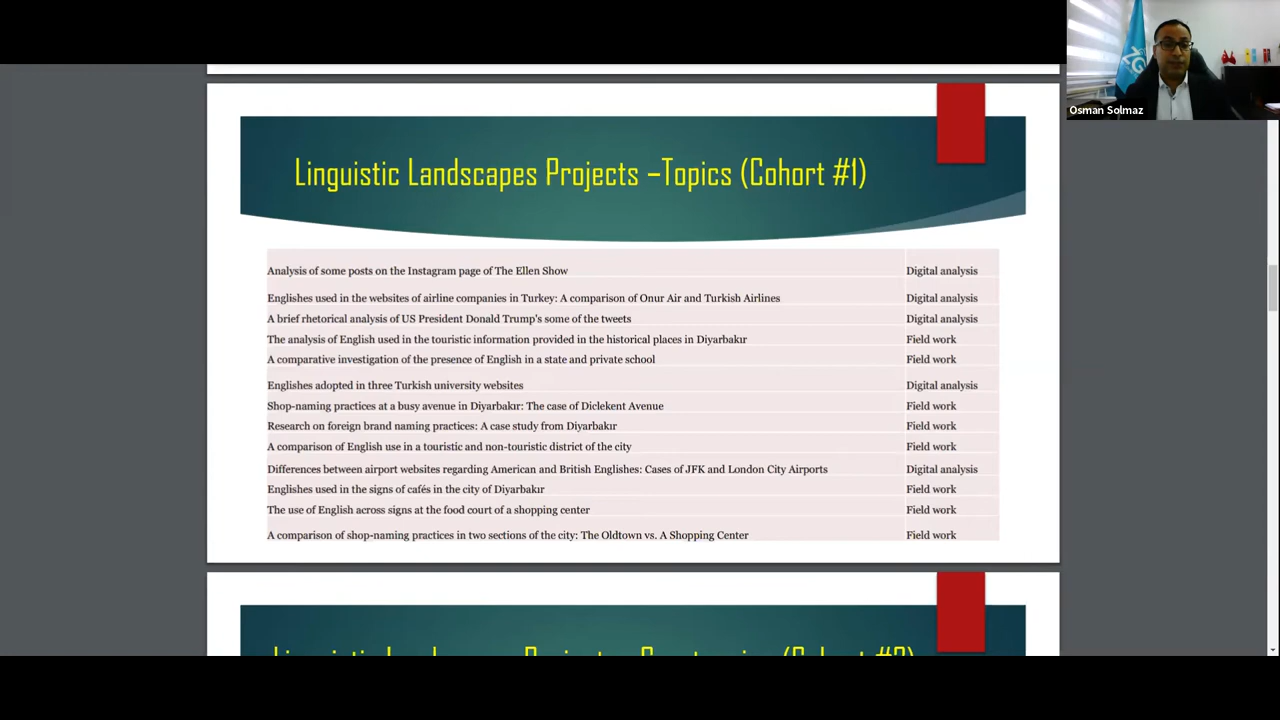 Osman Solmaz
Linguistic Landscapes Projects –Topics (Cohort #1)
Analysis of some posts on the Instagram page of The Ellen Show Digital analysis
Englishes used in the websites of airline companies in Turkey: A comparison of Onur Air and Turkish Airlines Digital analysis
A brief rhetorical analysis of US President Donald Trump's some of the tweets Digital analysis
The analysis of English used in the touristic information provided in the historical places in Diyarbakır Field work
A comparative investigation of the presence of English in a state and private school Field work
Englishes adopted in three Turkish university websites Digital analysis
Shop-naming practices at a busy avenue in Diyarbakır: The case of Diclekent Avenue Field work
Research on foreign brand naming practices: A case study from Diyarbakır Field work
A comparison of English use in a touristic and non-touristic district of the city Field work
Differences between airport websites regarding American and British Englishes: Cases of JFK and London City Airports Digital analysis
Englishes used in the signs of cafés in the city of Diyarbakır Field work
The use of English across signs at the food court of a shopping center Field work
A comparison of shop-naming practices in two sections of the city: The Oldtown vs. A Shopping Center Field work